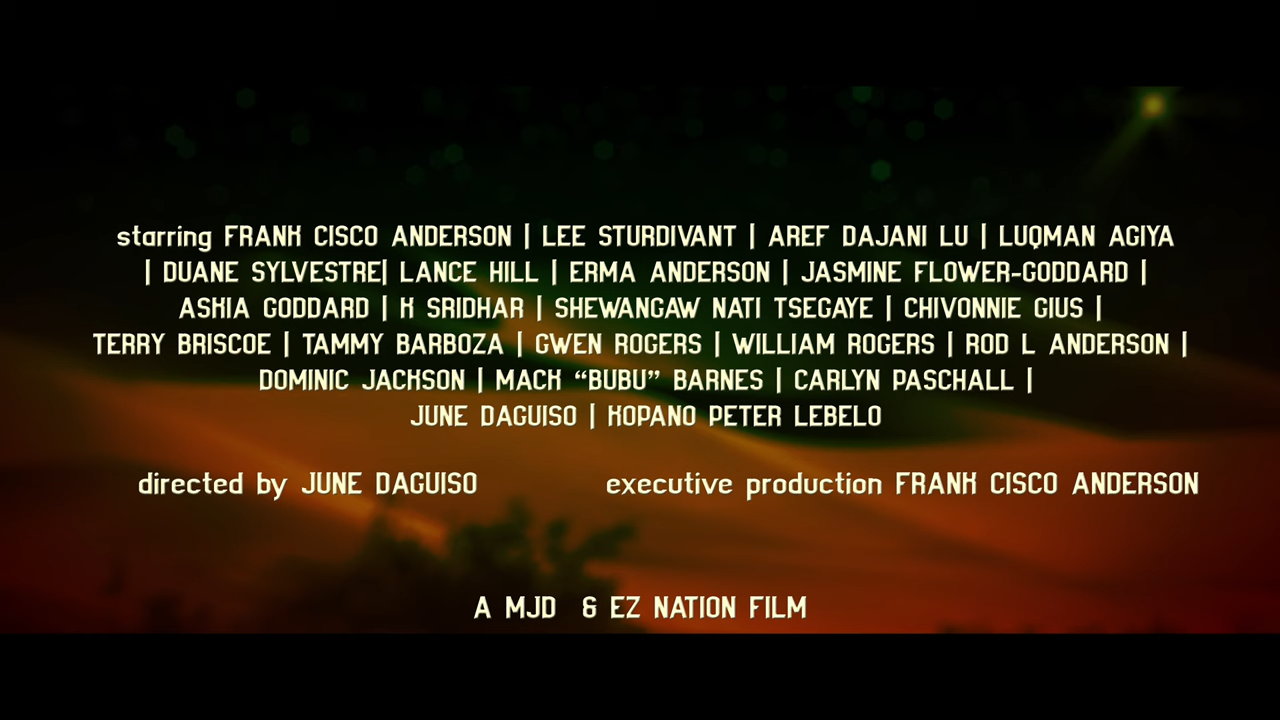 starring FRANK CISCO ANDERSON | LEE STURDIVANT | AREF DAJANI LU | LUQMAN AGIYA
| DUANE SYLVESTRE| LANCE HILL | ERMA ANDERSON | JASMINE FLOWER-GODDARD |
ASKIA GODDARD | K SRIDHAR | SHEWANGAW NATI TSEGAYE | CHIVONNIE GIUS |
TERRY BRISCOE | TAMMY BARBOZA | GWEN ROGERS | WILLIAM ROGERS | ROD L ANDERSON |
DOMINIC JACKSON | MACK “BUBU” BARNES | CARLYN PASCHALL |
JUNE DAGUISO | KOPANO PETER LEBELO
directed by JUNE DAGUISO executive production FRANK CISCO ANDERSON
A MJD & EZ NATION FILM